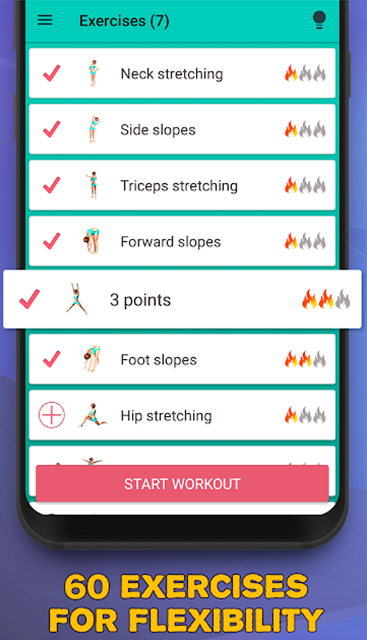 Exercises (7)
Neck stretching
Side slopes
Triceps stretching
Forward slopes
3 points
Foot slopes
Hip stretching
START WORKOUT
60 EXERCISES
FOR FLEXIBILITY